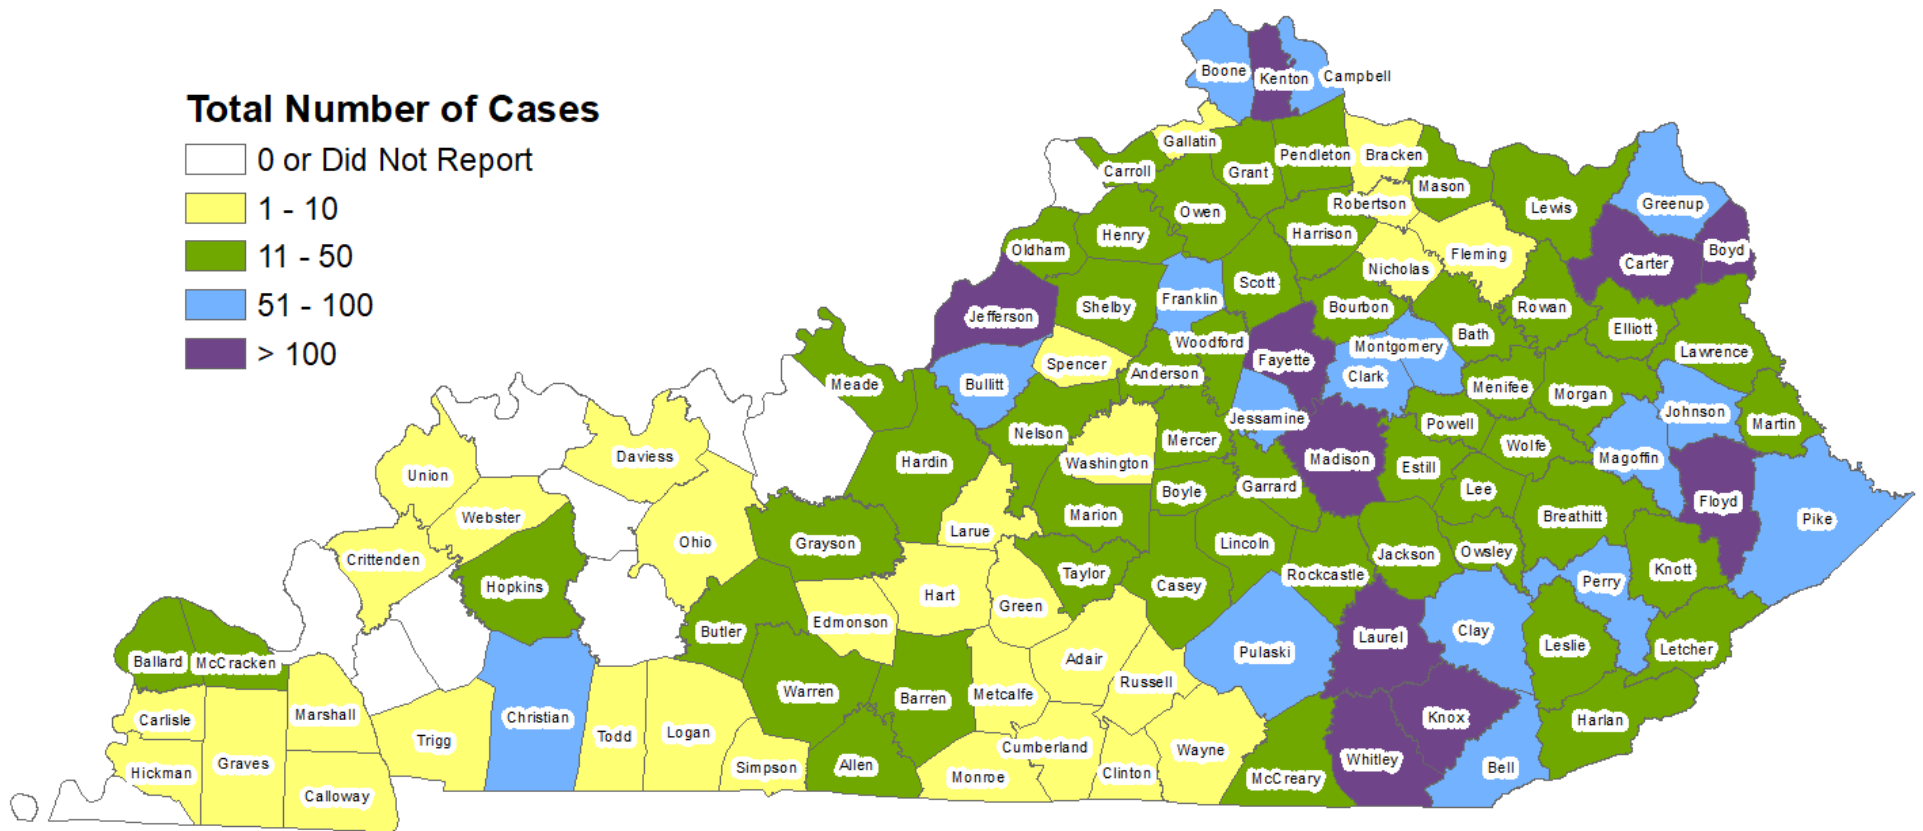 Total Number of Cases
0 or Did Not Report
1 - 10
11 - 50
51 - 100
> 100
Boone
Kenton
Campbell
Gallatin
Carroll
Grant
Pendleton
Bracken
Mason
Robertson
Owen
Lewis
Greenup
Henry
Harrison
Oldham
Fleming
Nicholas
Carter
Boyd
Scott
Franklin
Shelby
Jefferson
Bourbon
Rowan
Bath
Elliott
Woodford
Montgomery
Lawrence
Fayette
Spencer
Anderson
Clark
Bullitt
Meade
Menifee
Morgan
Johnson
Jessamine
Powell
Martin
Nelson
Mercer
Wolfe
Daviess
Union
Hardin
Washington
Madison
Estill
Magoffin
Boyle
Garrard
Lee
Floyd
Webster
Marion
Breathitt
Pike
Larue
Ohio
Grayson
Lincoln
Jackson
Owsley
Crittenden
Taylor
Rockcastle
Knott
Perry
Hopkins
Hart
Green
Casey
Edmonson
Butler
Laurel
Clay
Leslie
Letcher
Ballard
McCracken
Adair
Pulaski
Russell
Warren
Barren
Metcalfe
Carlisle
Marshall
Christian
Knox
Harlan
Trigg
Todd
Logan
Cumberland
Wayne
Whitley
Hickman
Graves
Simpson
Allen
Monroe
Clinton
McCreary
Bell
Calloway